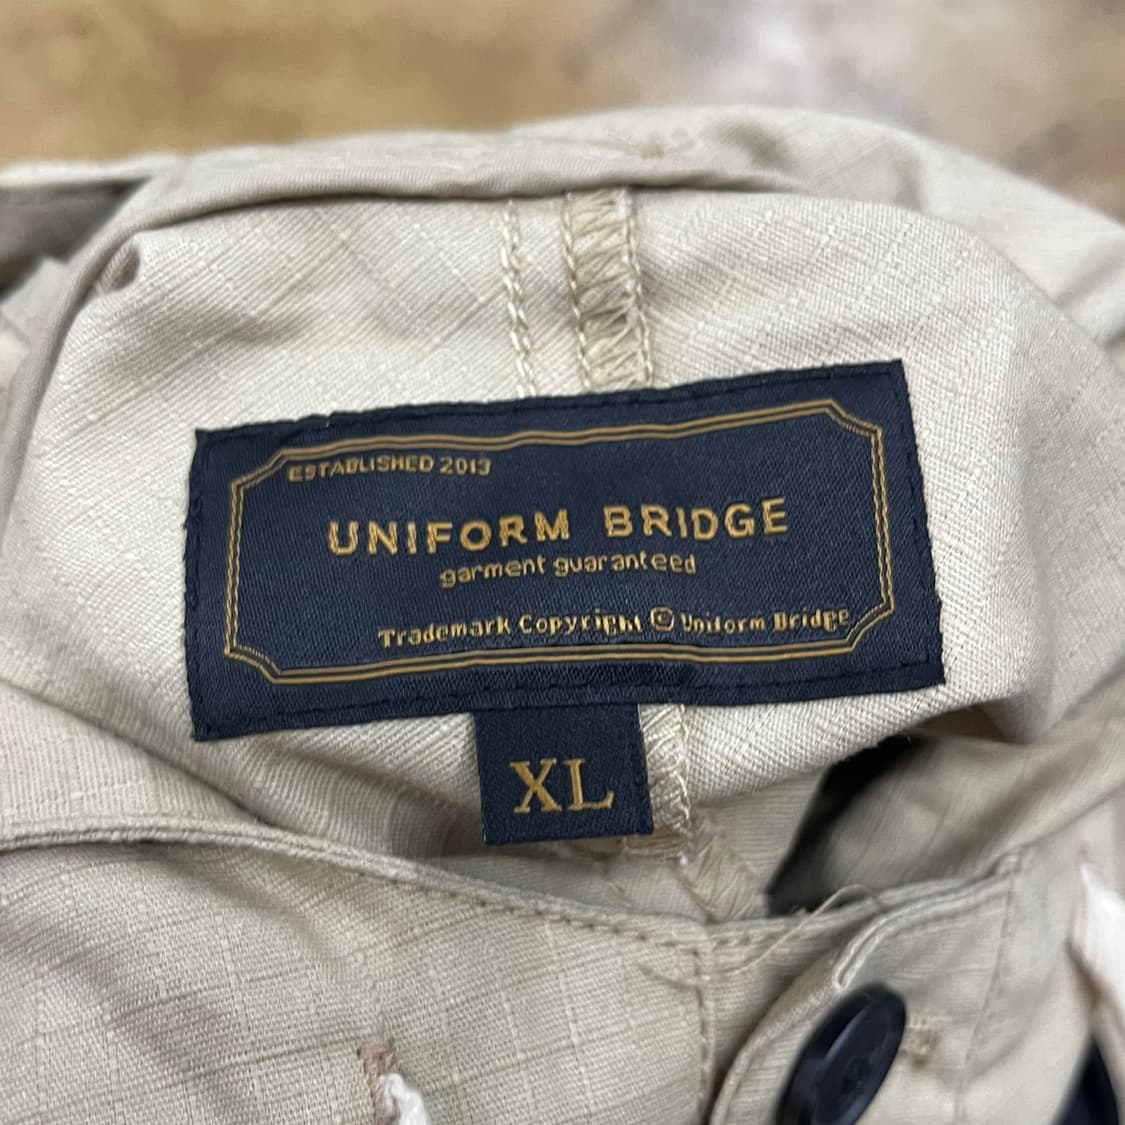 ESTABLISHED 2013
UNIFORM BRIDGE
garment guaranteed
Trademark Copyright © Uniform Bridge
XL